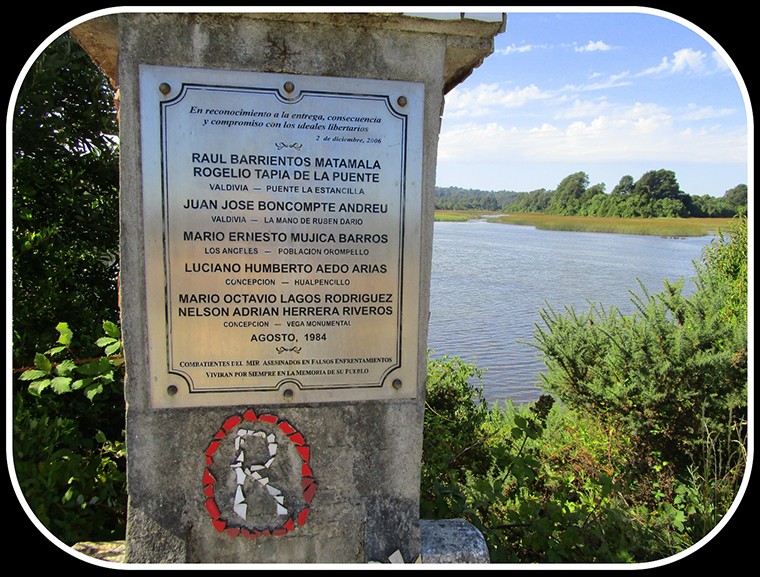 En reconocimiento a la entrega, consecuencia
y compromiso con los ideales libertarios
2 de diciembre, 2006
RAUL BARRIENTOS MATAMALA
ROGELIO TAPIA DE LA PUENTE
VALDIVIA — PUENTE LA ESTANCILLA
JUAN JOSE BONCOMPTE ANDREU
VALDIVIA — LA MANO DE RUBEN DARIO
MARIO ERNESTO MUJICA BARROS
LOS ANGELES — POBLACION OROMPELLO
LUCIANO HUMBERTO AEDO ARIAS
CONCEPCION — HUALPENCILLO
MARIO OCTAVIO LAGOS RODRIGUEZ
NELSON ADRIAN HERRERA RIVEROS
CONCEPCION — VEGA MONUMENTAL
AGOSTO, 1984
COMBATIENTES DEL MIR ASESINADOS EN FALSOS ENFRENTAMIENTOS
VIVIRAN POR SIEMPRE EN LA MEMORIA DE SU PUEBLO
R